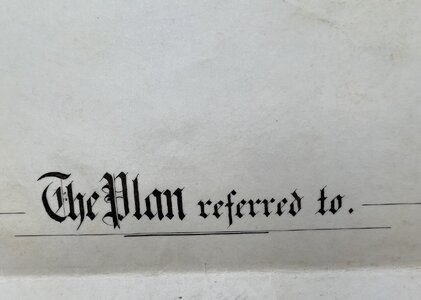 The Plan referred to.